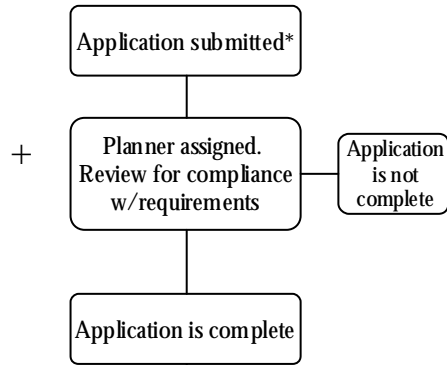 Application submitted*
+
Planner assigned.
Review for compliance
w/requirements
Application
is not
complete
Application is complete